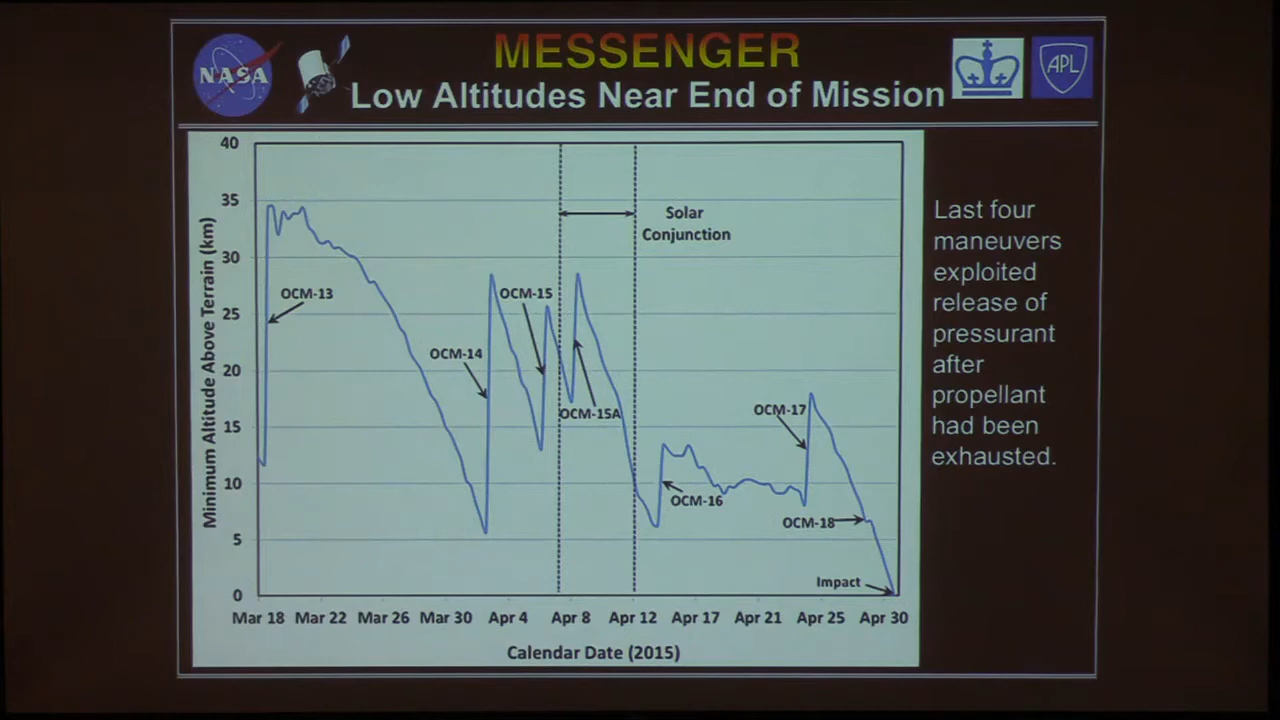 NASA
MESSENGER
APL
Low Altitudes Near End of Mission
40
35
30
25
20
15
10
5
0
Minimum Altitude Above Terrain (km)
Solar
Conjunction
OCM-13
OCM-14
OCM-15
OCM-15A
OCM-16
OCM-17
OCM-18
Impact
Mar 18 Mar 22 Mar 26 Mar 30 Apr 4 Apr 8 Apr 12 Apr 17 Apr 21 Apr 25 Apr 30
Calendar Date (2015)
Last four
maneuvers
exploited
release of
pressurant
after
propellant
had been
exhausted.